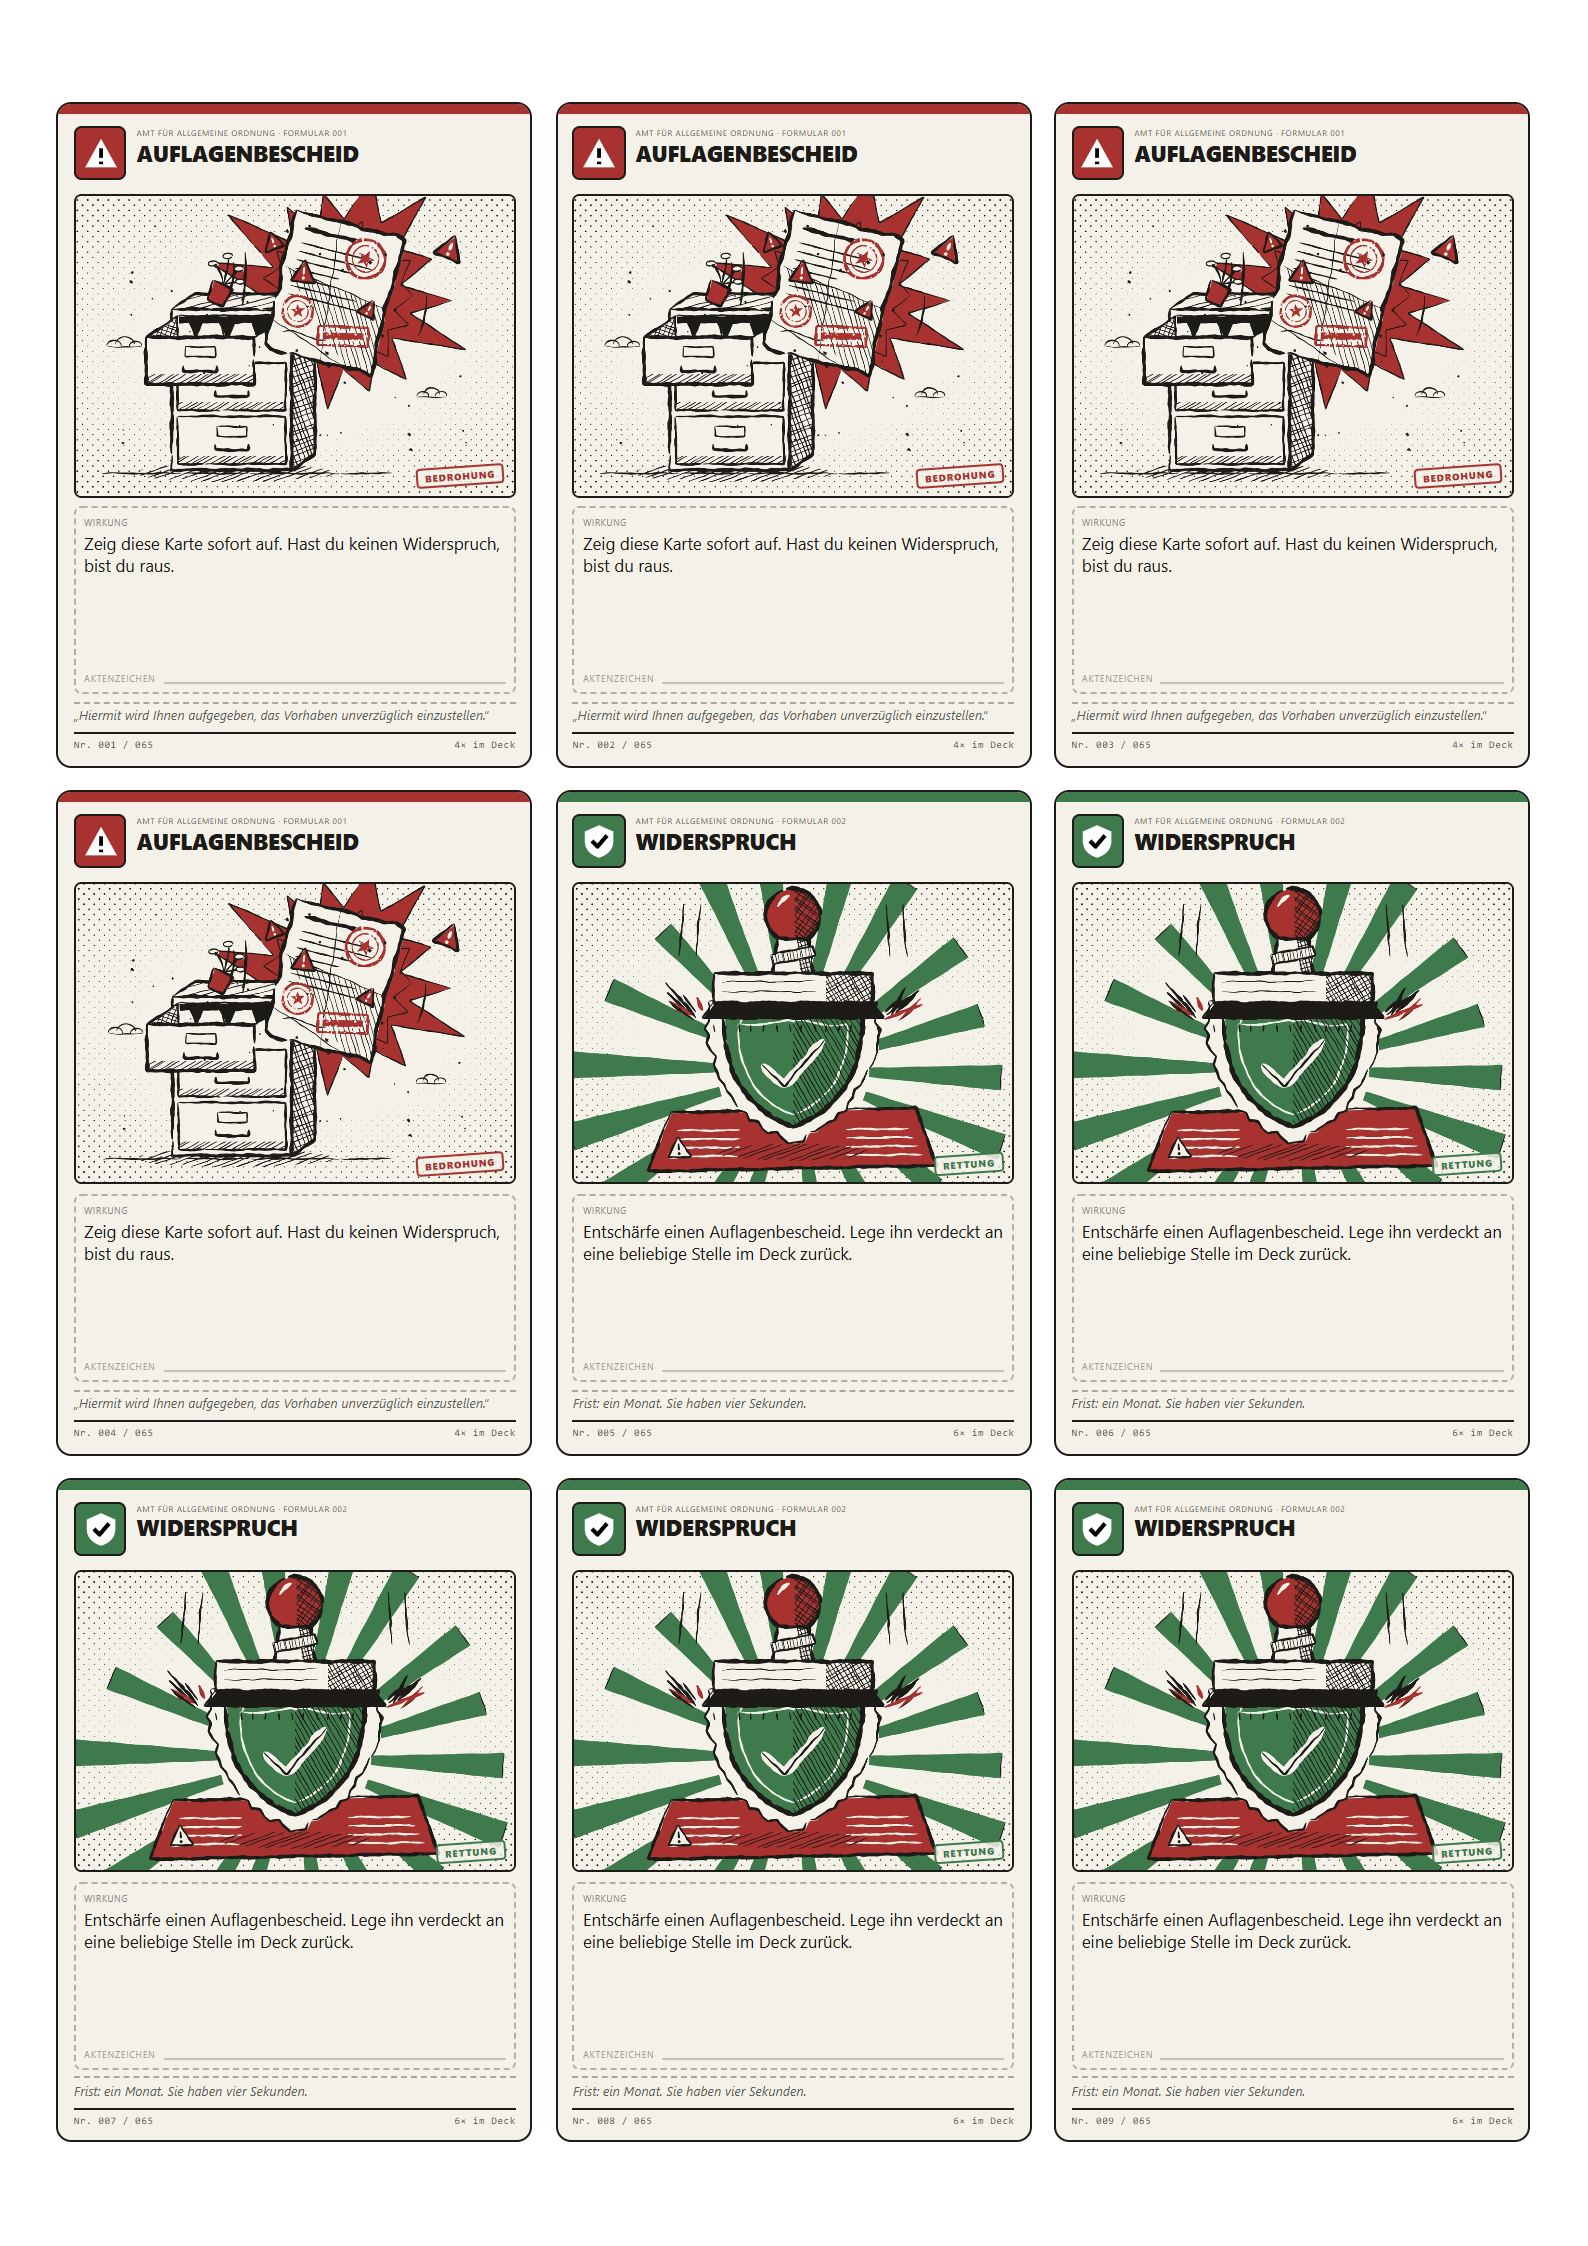 AMT FÜR ALLGEMEINE ORDNUNG · FORMULAR 001
AUFLAGENBESCHEID
BEDROHUNG
WIRKUNG
Zeig diese Karte sofort auf. Hast du keinen Widerspruch,
bist du raus.
AKTENZEICHEN
„Hiermit wird Ihnen aufgegeben, das Vorhaben unverzüglich einzustellen.“
Nr. 001 / 065 4× im Deck
AMT FÜR ALLGEMEINE ORDNUNG · FORMULAR 001
AUFLAGENBESCHEID
BEDROHUNG
WIRKUNG
Zeig diese Karte sofort auf. Hast du keinen Widerspruch,
bist du raus.
AKTENZEICHEN
„Hiermit wird Ihnen aufgegeben, das Vorhaben unverzüglich einzustellen.“
Nr. 002 / 065 4× im Deck
AMT FÜR ALLGEMEINE ORDNUNG · FORMULAR 001
AUFLAGENBESCHEID
BEDROHUNG
WIRKUNG
Zeig diese Karte sofort auf. Hast du keinen Widerspruch,
bist du raus.
AKTENZEICHEN
„Hiermit wird Ihnen aufgegeben, das Vorhaben unverzüglich einzustellen.“
Nr. 003 / 065 4× im Deck
AMT FÜR ALLGEMEINE ORDNUNG · FORMULAR 001
AUFLAGENBESCHEID
BEDROHUNG
WIRKUNG
Zeig diese Karte sofort auf. Hast du keinen Widerspruch,
bist du raus.
AKTENZEICHEN
„Hiermit wird Ihnen aufgegeben, das Vorhaben unverzüglich einzustellen.“
Nr. 004 / 065 4× im Deck
AMT FÜR ALLGEMEINE ORDNUNG · FORMULAR 002
WIDERSPRUCH
RETTUNG
WIRKUNG
Entschärfe einen Auflagenbescheid. Lege ihn verdeckt an
eine beliebige Stelle im Deck zurück.
AKTENZEICHEN
Frist: ein Monat. Sie haben vier Sekunden.
Nr. 005 / 065 6× im Deck
AMT FÜR ALLGEMEINE ORDNUNG · FORMULAR 002
WIDERSPRUCH
RETTUNG
WIRKUNG
Entschärfe einen Auflagenbescheid. Lege ihn verdeckt an
eine beliebige Stelle im Deck zurück.
AKTENZEICHEN
Frist: ein Monat. Sie haben vier Sekunden.
Nr. 006 / 065 6× im Deck
AMT FÜR ALLGEMEINE ORDNUNG · FORMULAR 002
WIDERSPRUCH
RETTUNG
WIRKUNG
Entschärfe einen Auflagenbescheid. Lege ihn verdeckt an
eine beliebige Stelle im Deck zurück.
AKTENZEICHEN
Frist: ein Monat. Sie haben vier Sekunden.
Nr. 007 / 065 6× im Deck
AMT FÜR ALLGEMEINE ORDNUNG · FORMULAR 002
WIDERSPRUCH
RETTUNG
WIRKUNG
Entschärfe einen Auflagenbescheid. Lege ihn verdeckt an
eine beliebige Stelle im Deck zurück.
AKTENZEICHEN
Frist: ein Monat. Sie haben vier Sekunden.
Nr. 008 / 065 6× im Deck
AMT FÜR ALLGEMEINE ORDNUNG · FORMULAR 002
WIDERSPRUCH
RETTUNG
WIRKUNG
Entschärfe einen Auflagenbescheid. Lege ihn verdeckt an
eine beliebige Stelle im Deck zurück.
AKTENZEICHEN
Frist: ein Monat. Sie haben vier Sekunden.
Nr. 009 / 065 6× im Deck